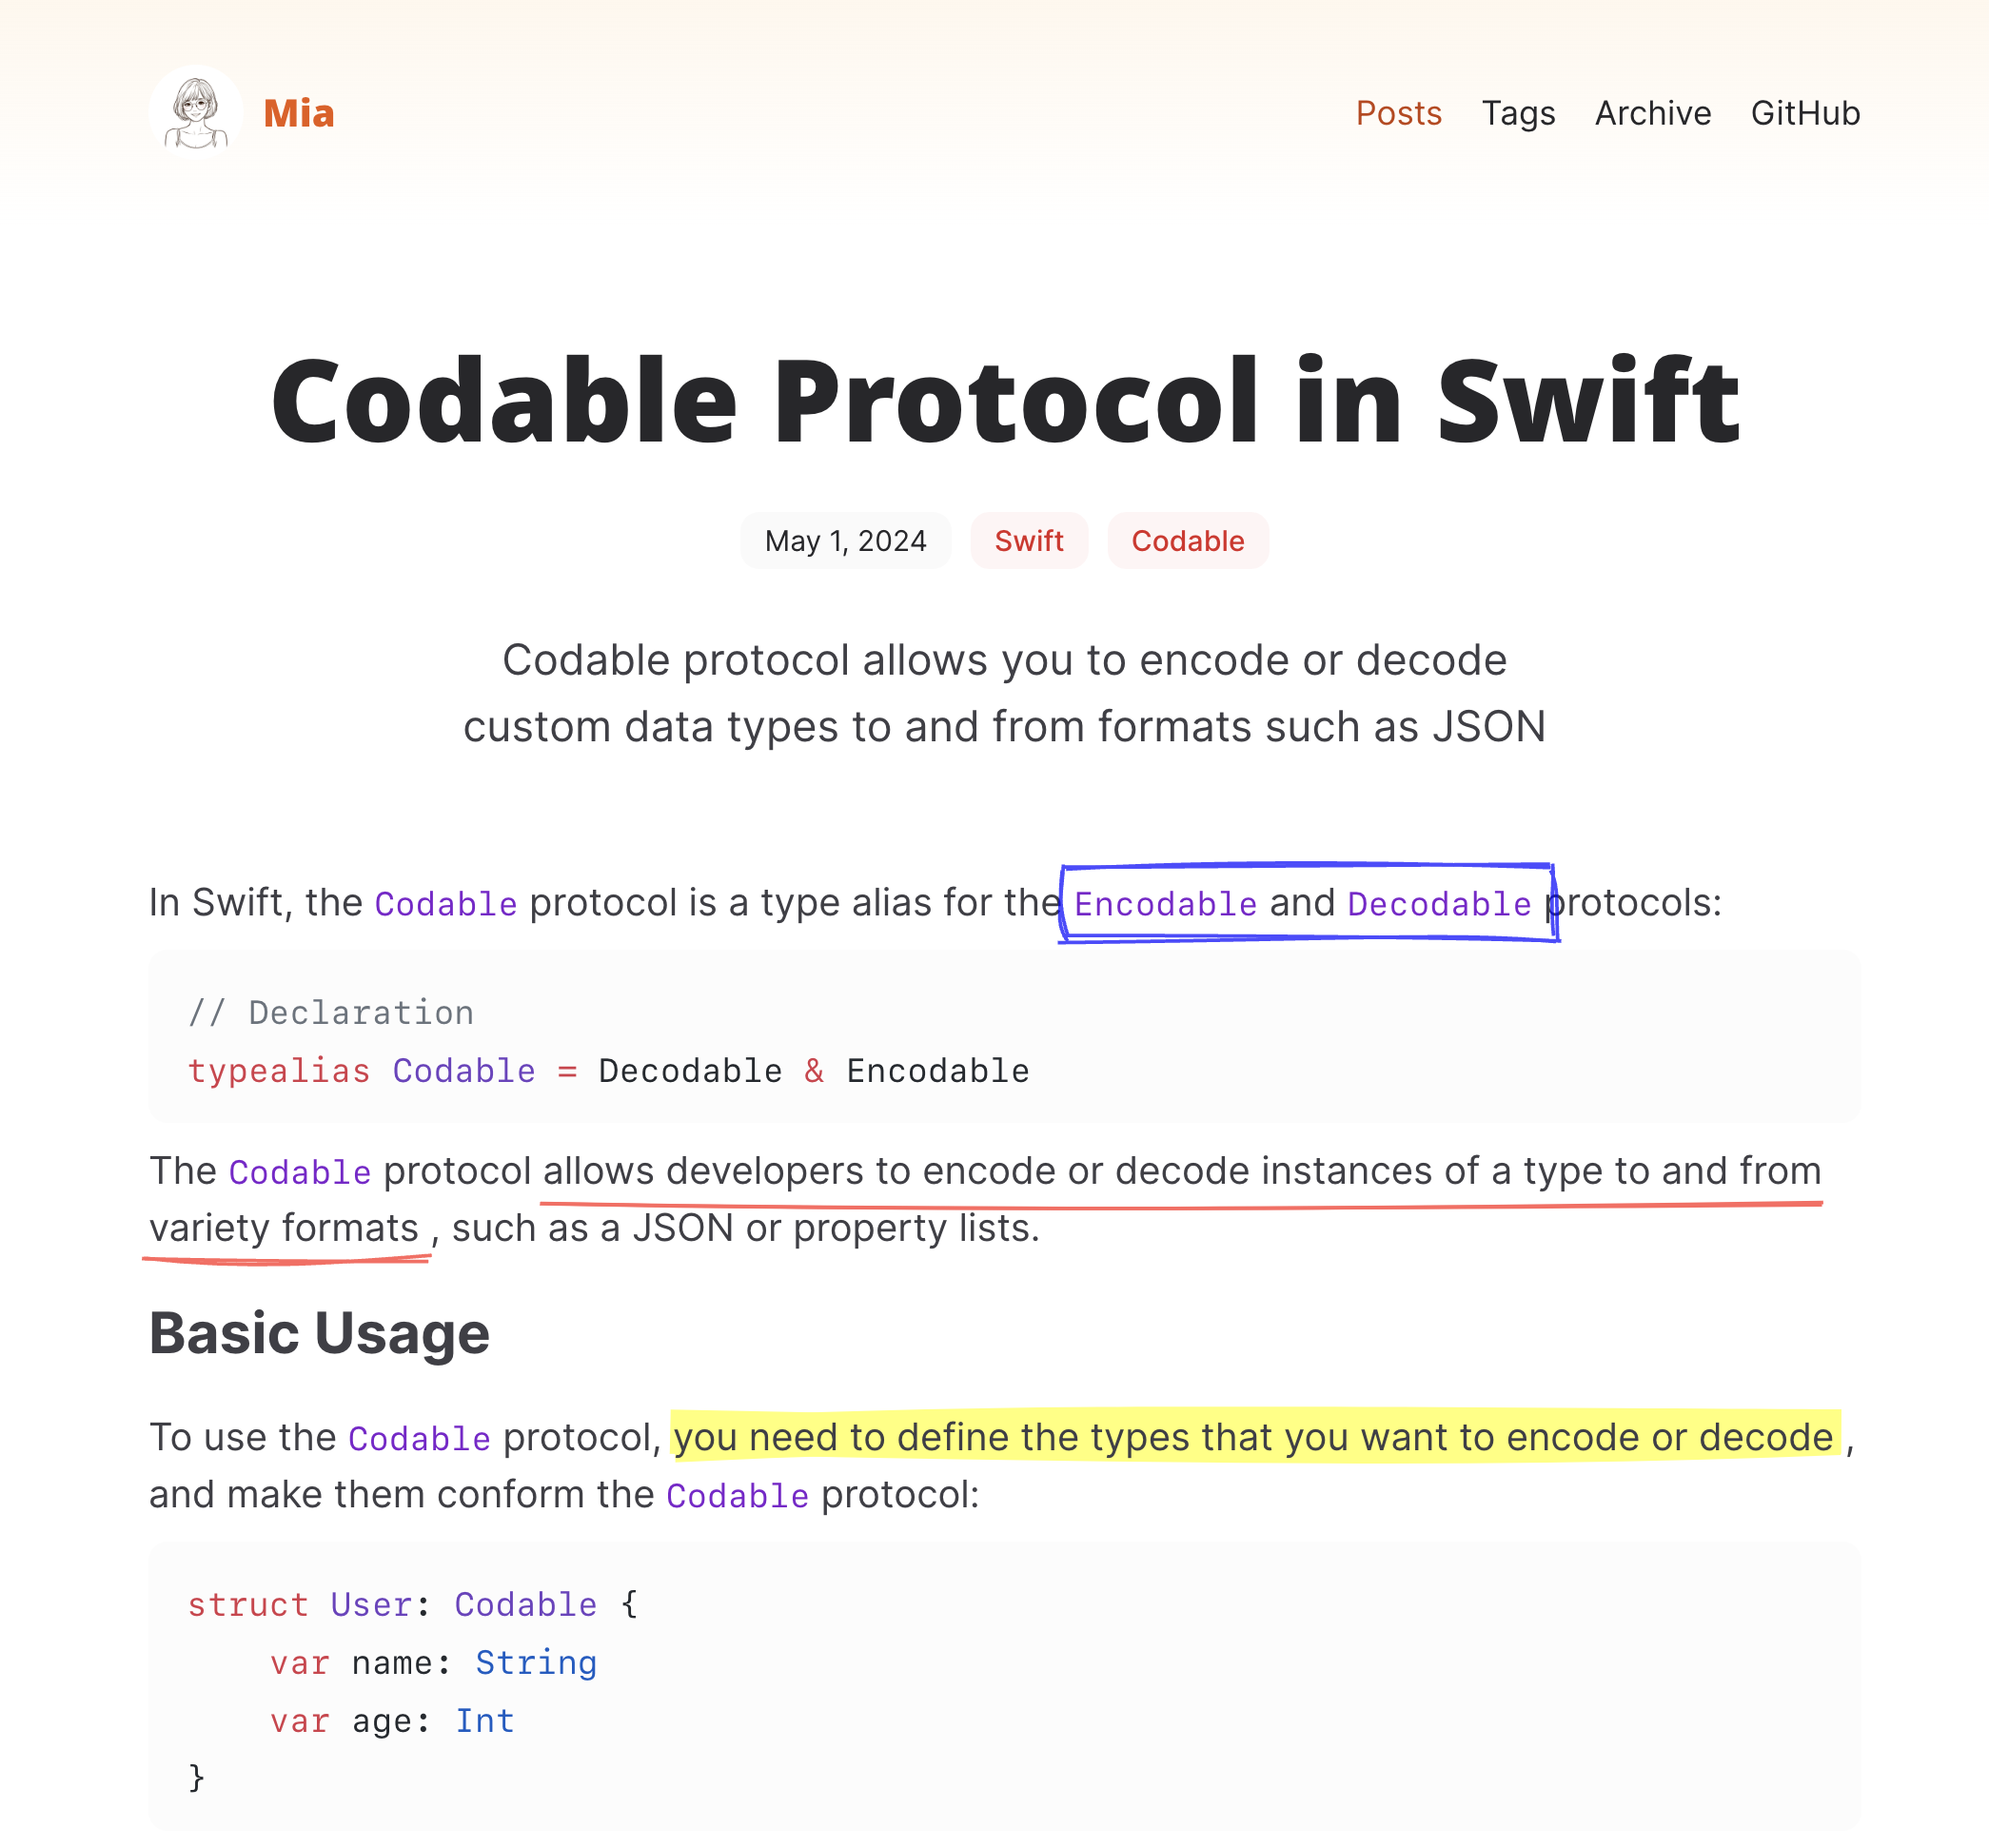 Mia
Posts Tags Archive GitHub
Codable Protocol in Swift
May 1, 2024 Swift Codable
Codable protocol allows you to encode or decode
custom data types to and from formats such as JSON
In Swift, the Codable protocol is a type alias for the Encodable and Decodable protocols:
// Declaration
typealias Codable = Decodable & Encodable
The Codable protocol allows developers to encode or decode instances of a type to and from
variety formats , such as a JSON or property lists.
Basic Usage
To use the Codable protocol, you need to define the types that you want to encode or decode ,
and make them conform the Codable protocol:
struct User: Codable {
    var name: String
    var age: Int
}